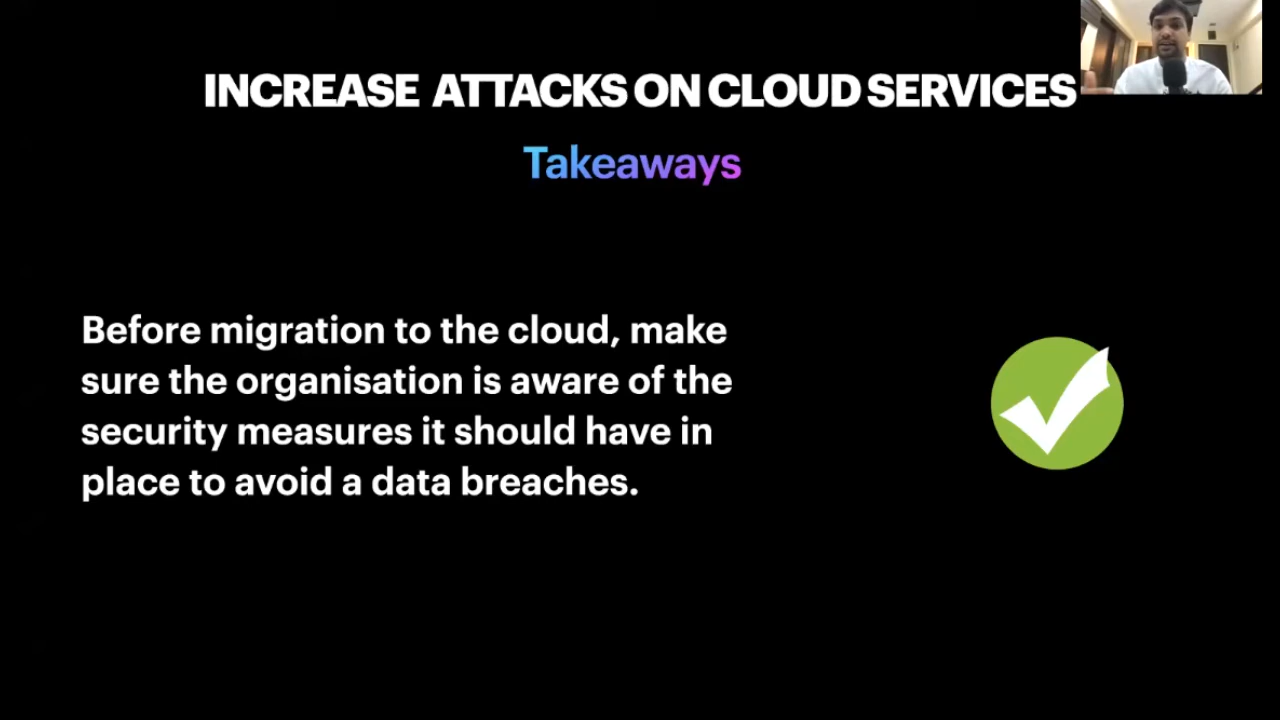 INCREASE ATTACKS ON CLOUD SERVICES
Takeaways
Before migration to the cloud, make
sure the organisation is aware of the
security measures it should have in
place to avoid a data breaches.